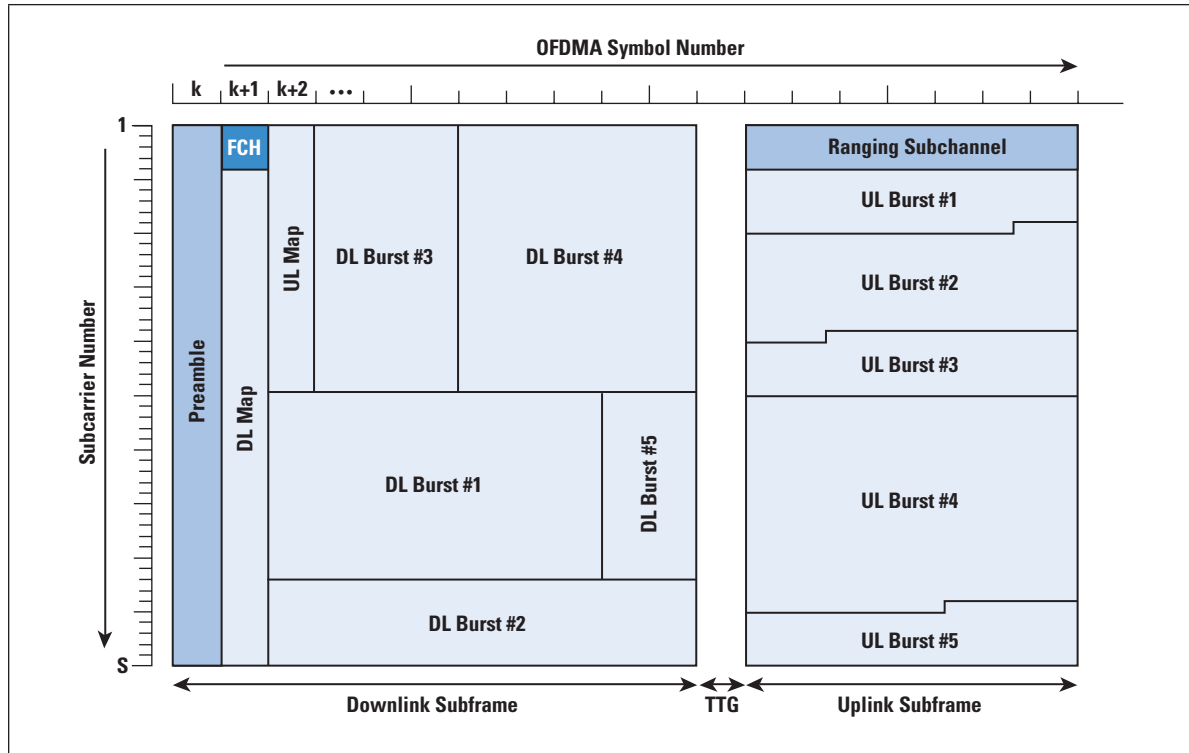 OFDMA Symbol Number
k k+1 k+2 •••
1
FCH
Ranging Subchannel
UL Burst #1
UL Map
DL Burst #3
DL Burst #4
UL Burst #2
Subcarrier Number
Preamble
DL Map
UL Burst #3
DL Burst #1
DL Burst #5
UL Burst #4
DL Burst #2
UL Burst #5
S
Downlink Subframe
TTG
Uplink Subframe